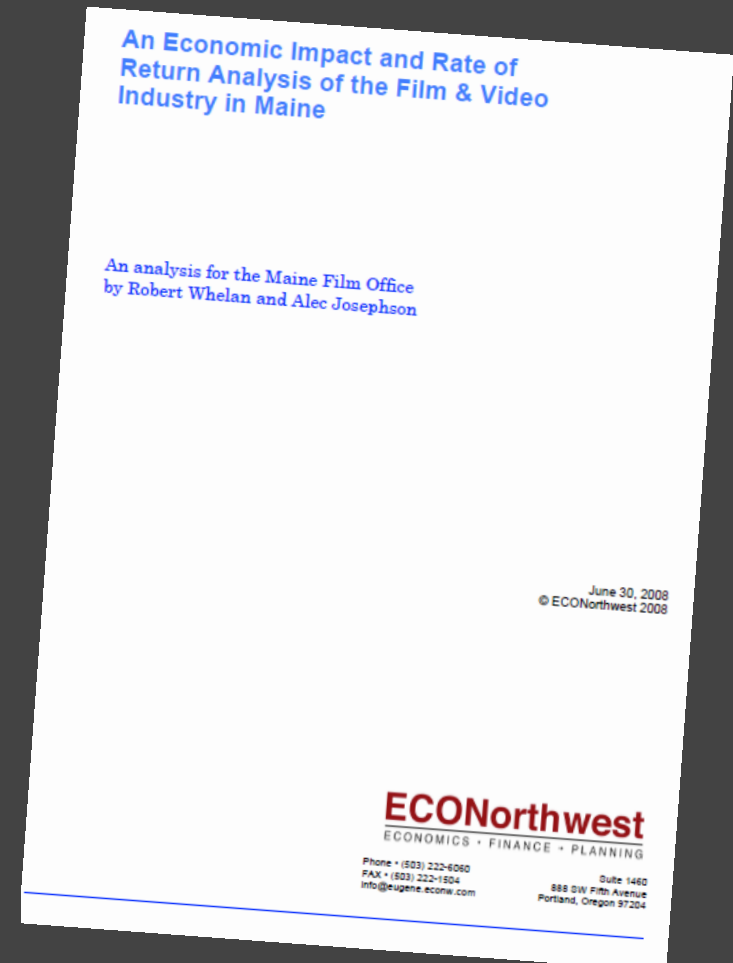 An Economic Impact and Rate of
Return Analysis of the Film & Video
Industry in Maine
An analysis for the Maine Film Office
by Robert Whelan and Alec Josephson
June 30, 2008
© ECONorthwest 2008
ECONorthwest
ECONOMICS • FINANCE • PLANNING
Phone • (503) 222-6060
FAX • (503) 222-1504
info@eugene.econw.com
Suite 1460
888 SW Fifth Avenue
Portland, Oregon 97204